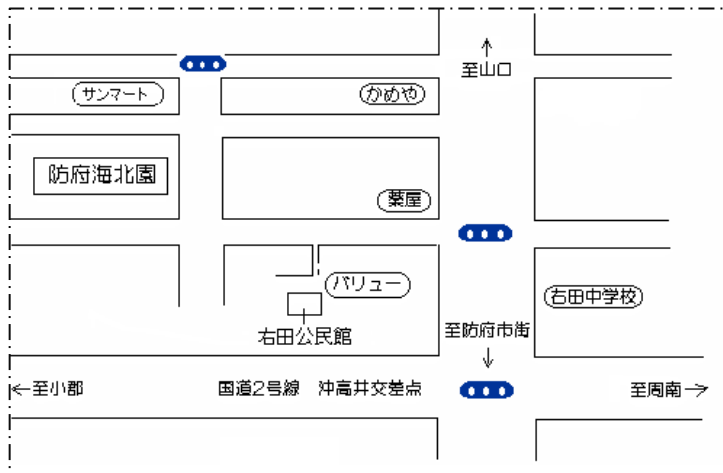 至山口
サンマート
かめや
防府海北園
薬屋
バリュー
右田中学校
右田公民館
至防府市街
←至小郡
国道2号線 沖高井交差点
至周南→